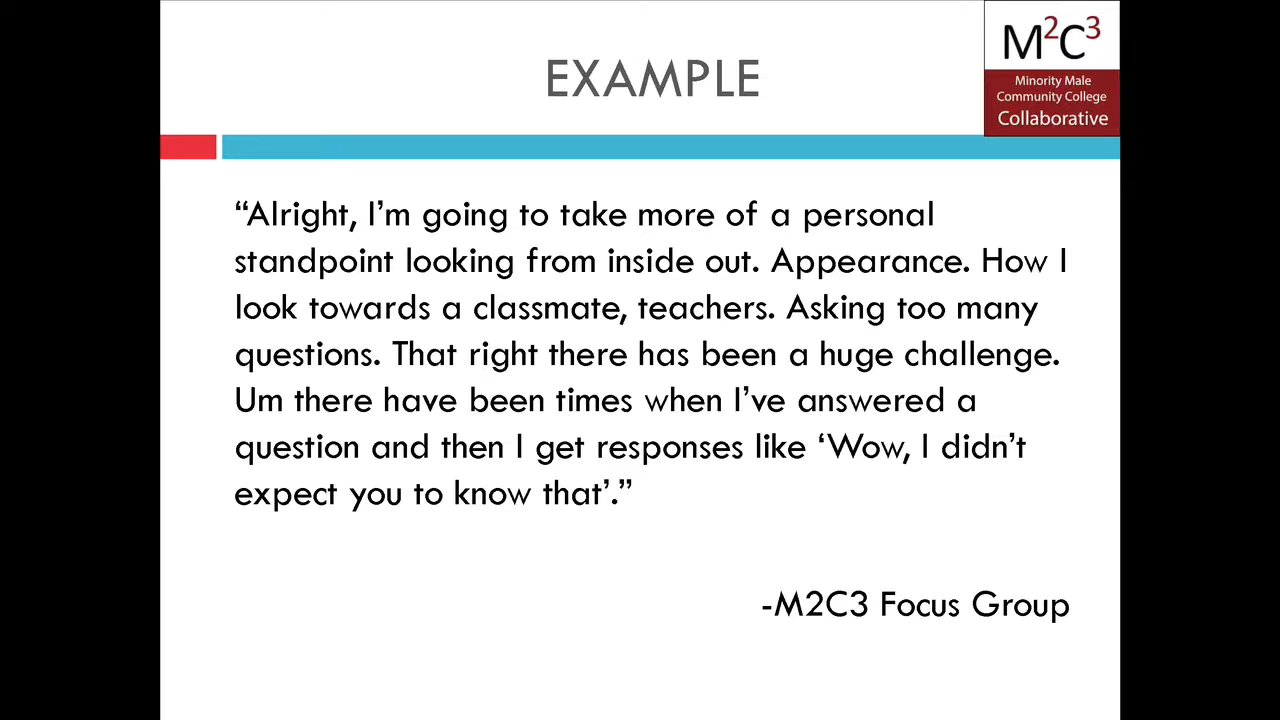 EXAMPLE
M²C³
Minority Male
Community College
Collaborative
“Alright, I’m going to take more of a personal
standpoint looking from inside out. Appearance. How I
look towards a classmate, teachers. Asking too many
questions. That right there has been a huge challenge.
Um there have been times when I’ve answered a
question and then I get responses like ‘Wow, I didn’t
expect you to know that’.”
-M2C3 Focus Group